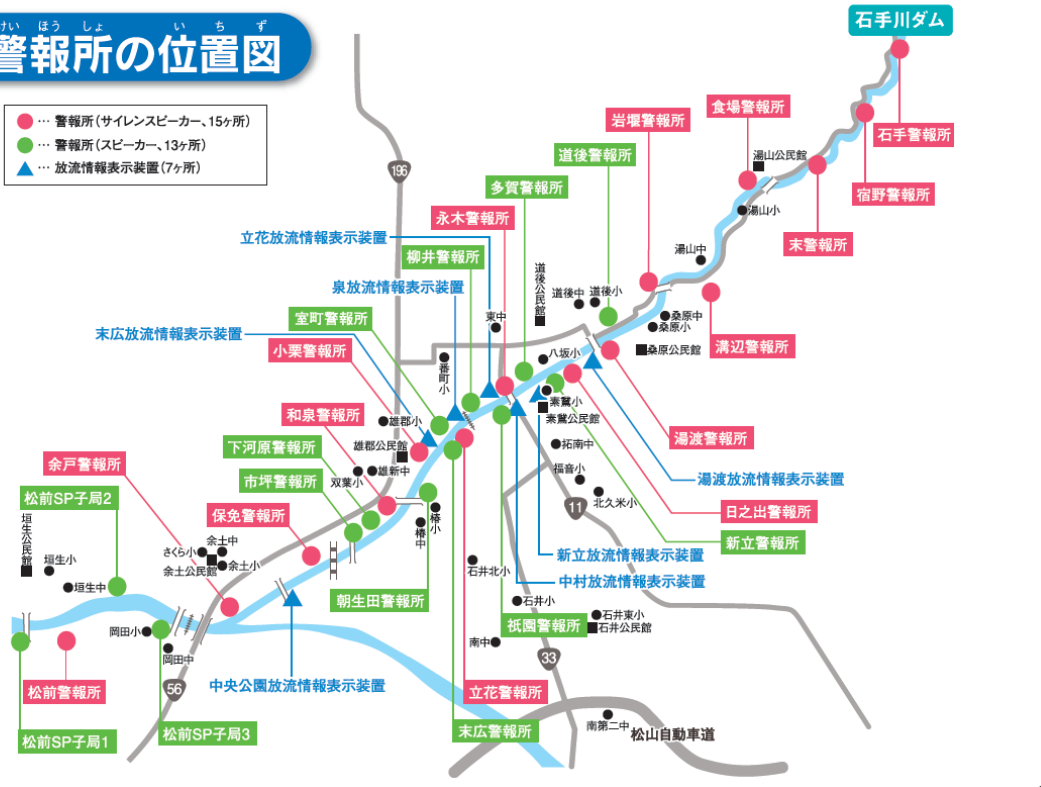 けいほうしょ いちず
警報所の位置図
石手川ダム
… 警報所(サイレンスピーカー、15ヶ所)
… 警報所(スピーカー、13ヶ所)
… 放流情報表示装置(7ヶ所)
食場警報所
岩堰警報所
石手警報所
道後警報所
湯山公民館
196
多賀警報所
宿野警報所
永木警報所
湯山小
立花放流情報表示装置
末警報所
柳井警報所
湯山中
道後公民館
泉放流情報表示装置
道後中
道後小
室町警報所
東中
桑原中
桑原小
末広放流情報表示装置
小栗警報所
桑原公民館
溝辺警報所
八坂小
番町小
素鵞小
和泉警報所
雄郡小
素鵞公民館
湯渡警報所
下河原警報所
雄郡公民館
拓南中
余戸警報所
双葉小
雄新中
福音小
市坪警報所
湯渡放流情報表示装置
松前SP子局2
北久米小
11
保免警報所
椿小
日之出警報所
椿中
垣生公民館
余土中
新立警報所
さくら小
垣生小
新立放流情報表示装置
余土公民館
余土小
石井北小
中村放流情報表示装置
垣生中
朝生田警報所
石井小
石井東小
祇園警報所
石井公民館
岡田小
南中
岡田中
33
松前警報所
56
中央公園放流情報表示装置
立花警報所
南第二中
松山自動車道
松前SP子局1
松前SP子局3
末広警報所